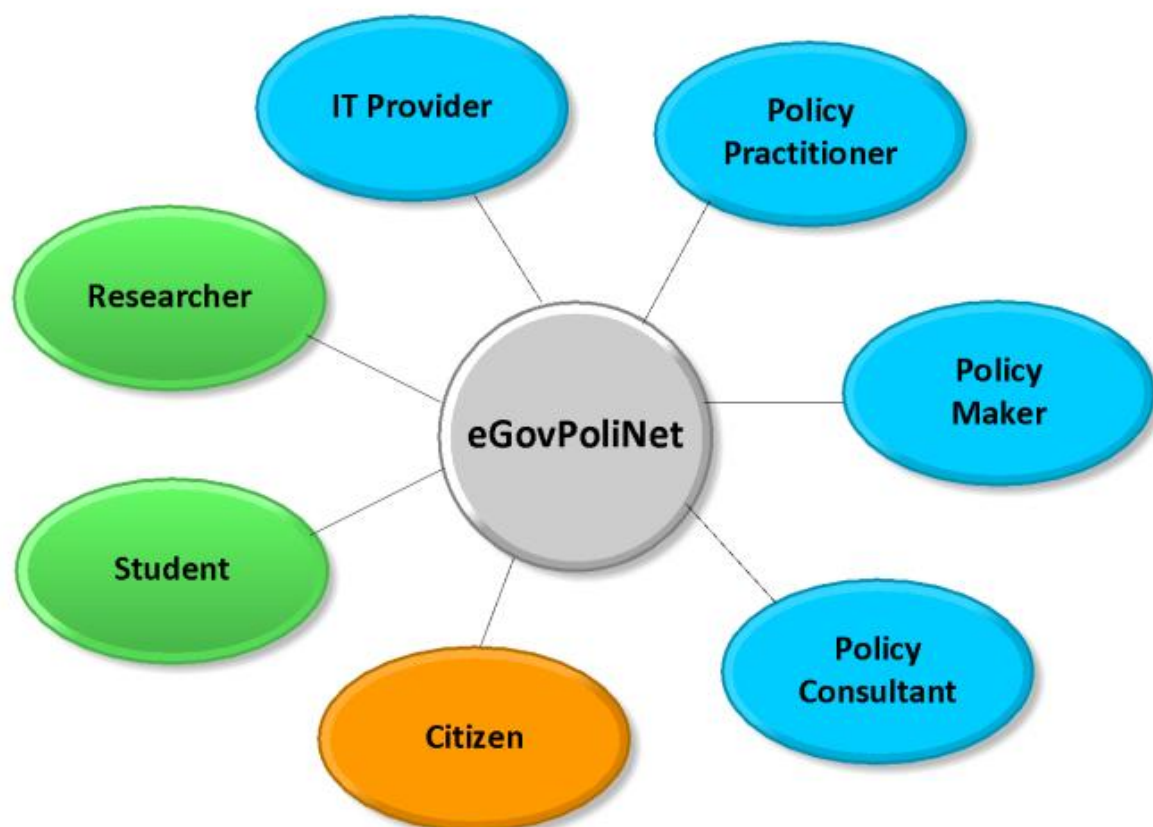 IT Provider
Policy
Practitioner
Researcher
Policy
Maker
eGovPoliNet
Student
Policy
Consultant
Citizen